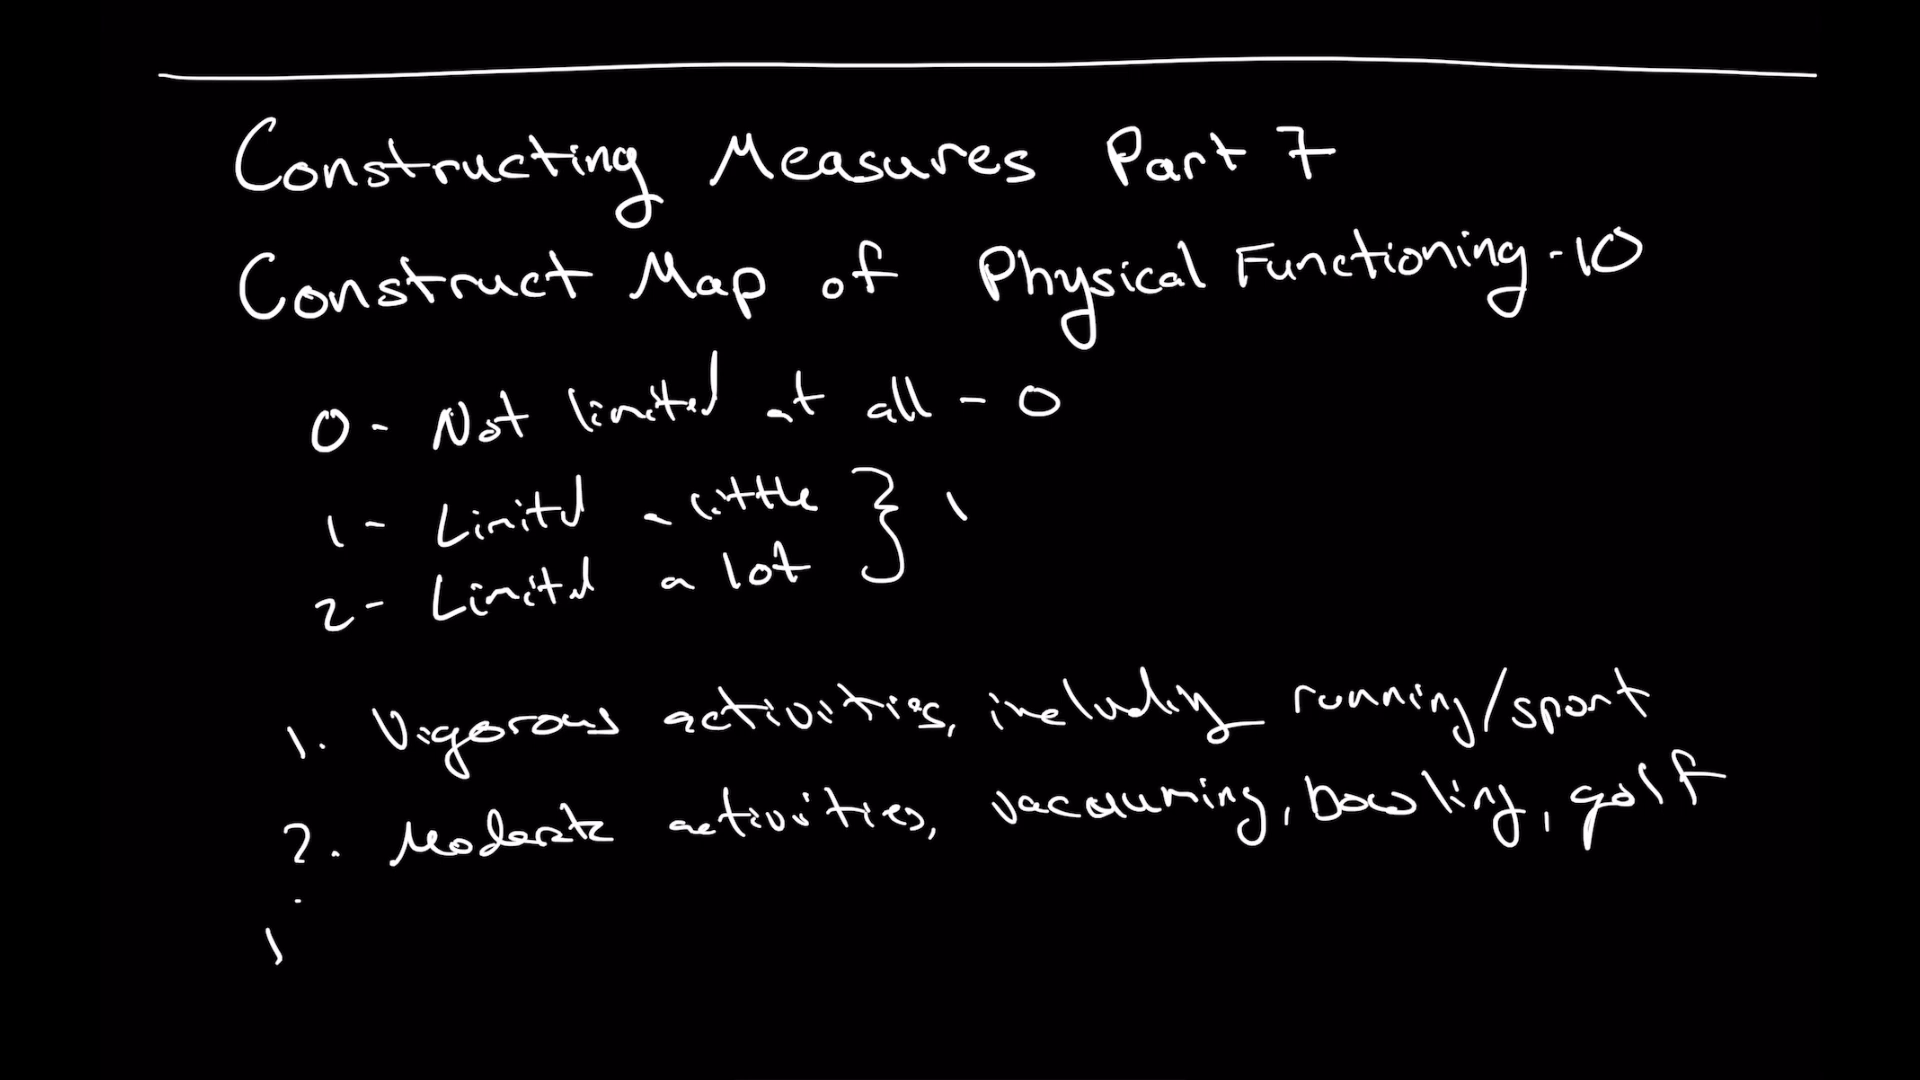 Constructing Measures Part 7
Construct Map of Physical Functioning-10
0- Not limited at all - 0
1- Limited a little } 1
2- Limited a lot
1. Vigorous activities, including running/sport
2. Moderate activities, vacauming, bowling, golf